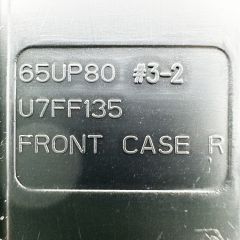 65UP80 #3-2
U7FF135
FRONT CASE R